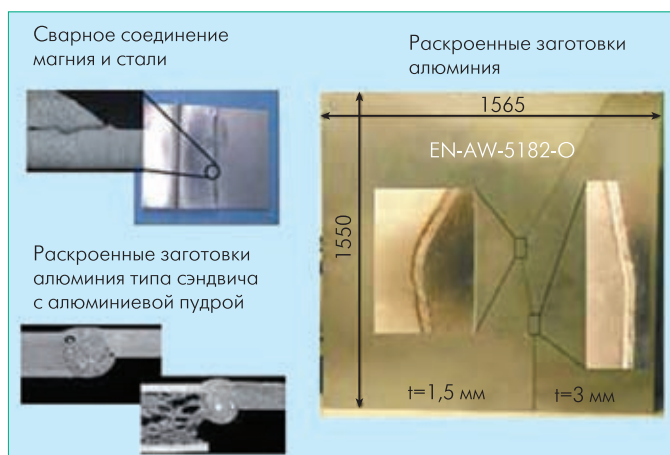 Сварное соединение
магния и стали
Раскроенные заготовки
алюминия типа сэндвича
с алюминиевой пудрой
Раскроенные заготовки
алюминия
1565
EN-AW-5182-O
1550
t=1,5 мм
t=3 мм